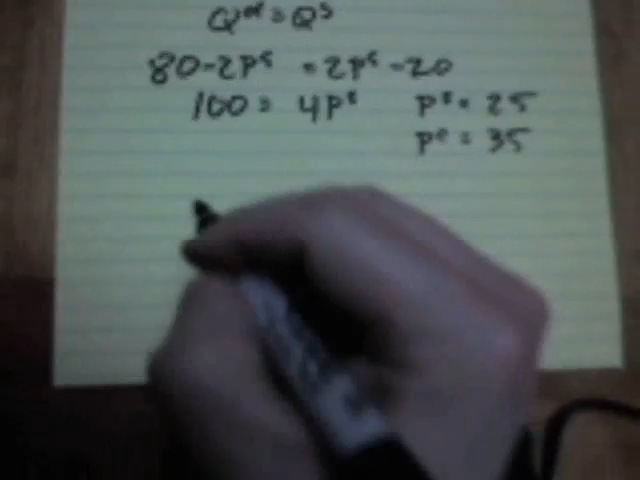 Qᵈ = Qˢ
80-2Pˢ = 2Pˢ -20
100 = 4Pˢ Pˢ = 25
Pᴰ = 35